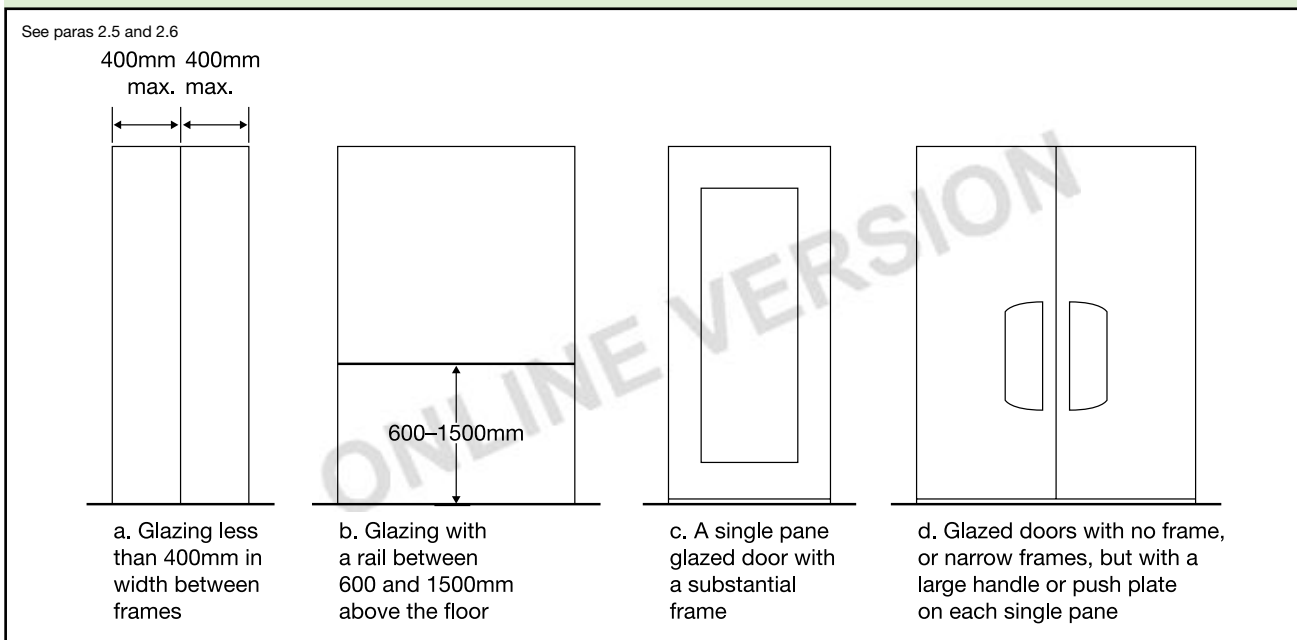 See paras 2.5 and 2.6
400mm 400mm
max. max.
600–1500mm
ONLINE VERSION
a. Glazing less
than 400mm in
width between
frames
b. Glazing with
a rail between
600 and 1500mm
above the floor
c. A single pane
glazed door with
a substantial
frame
d. Glazed doors with no frame,
or narrow frames, but with a
large handle or push plate
on each single pane